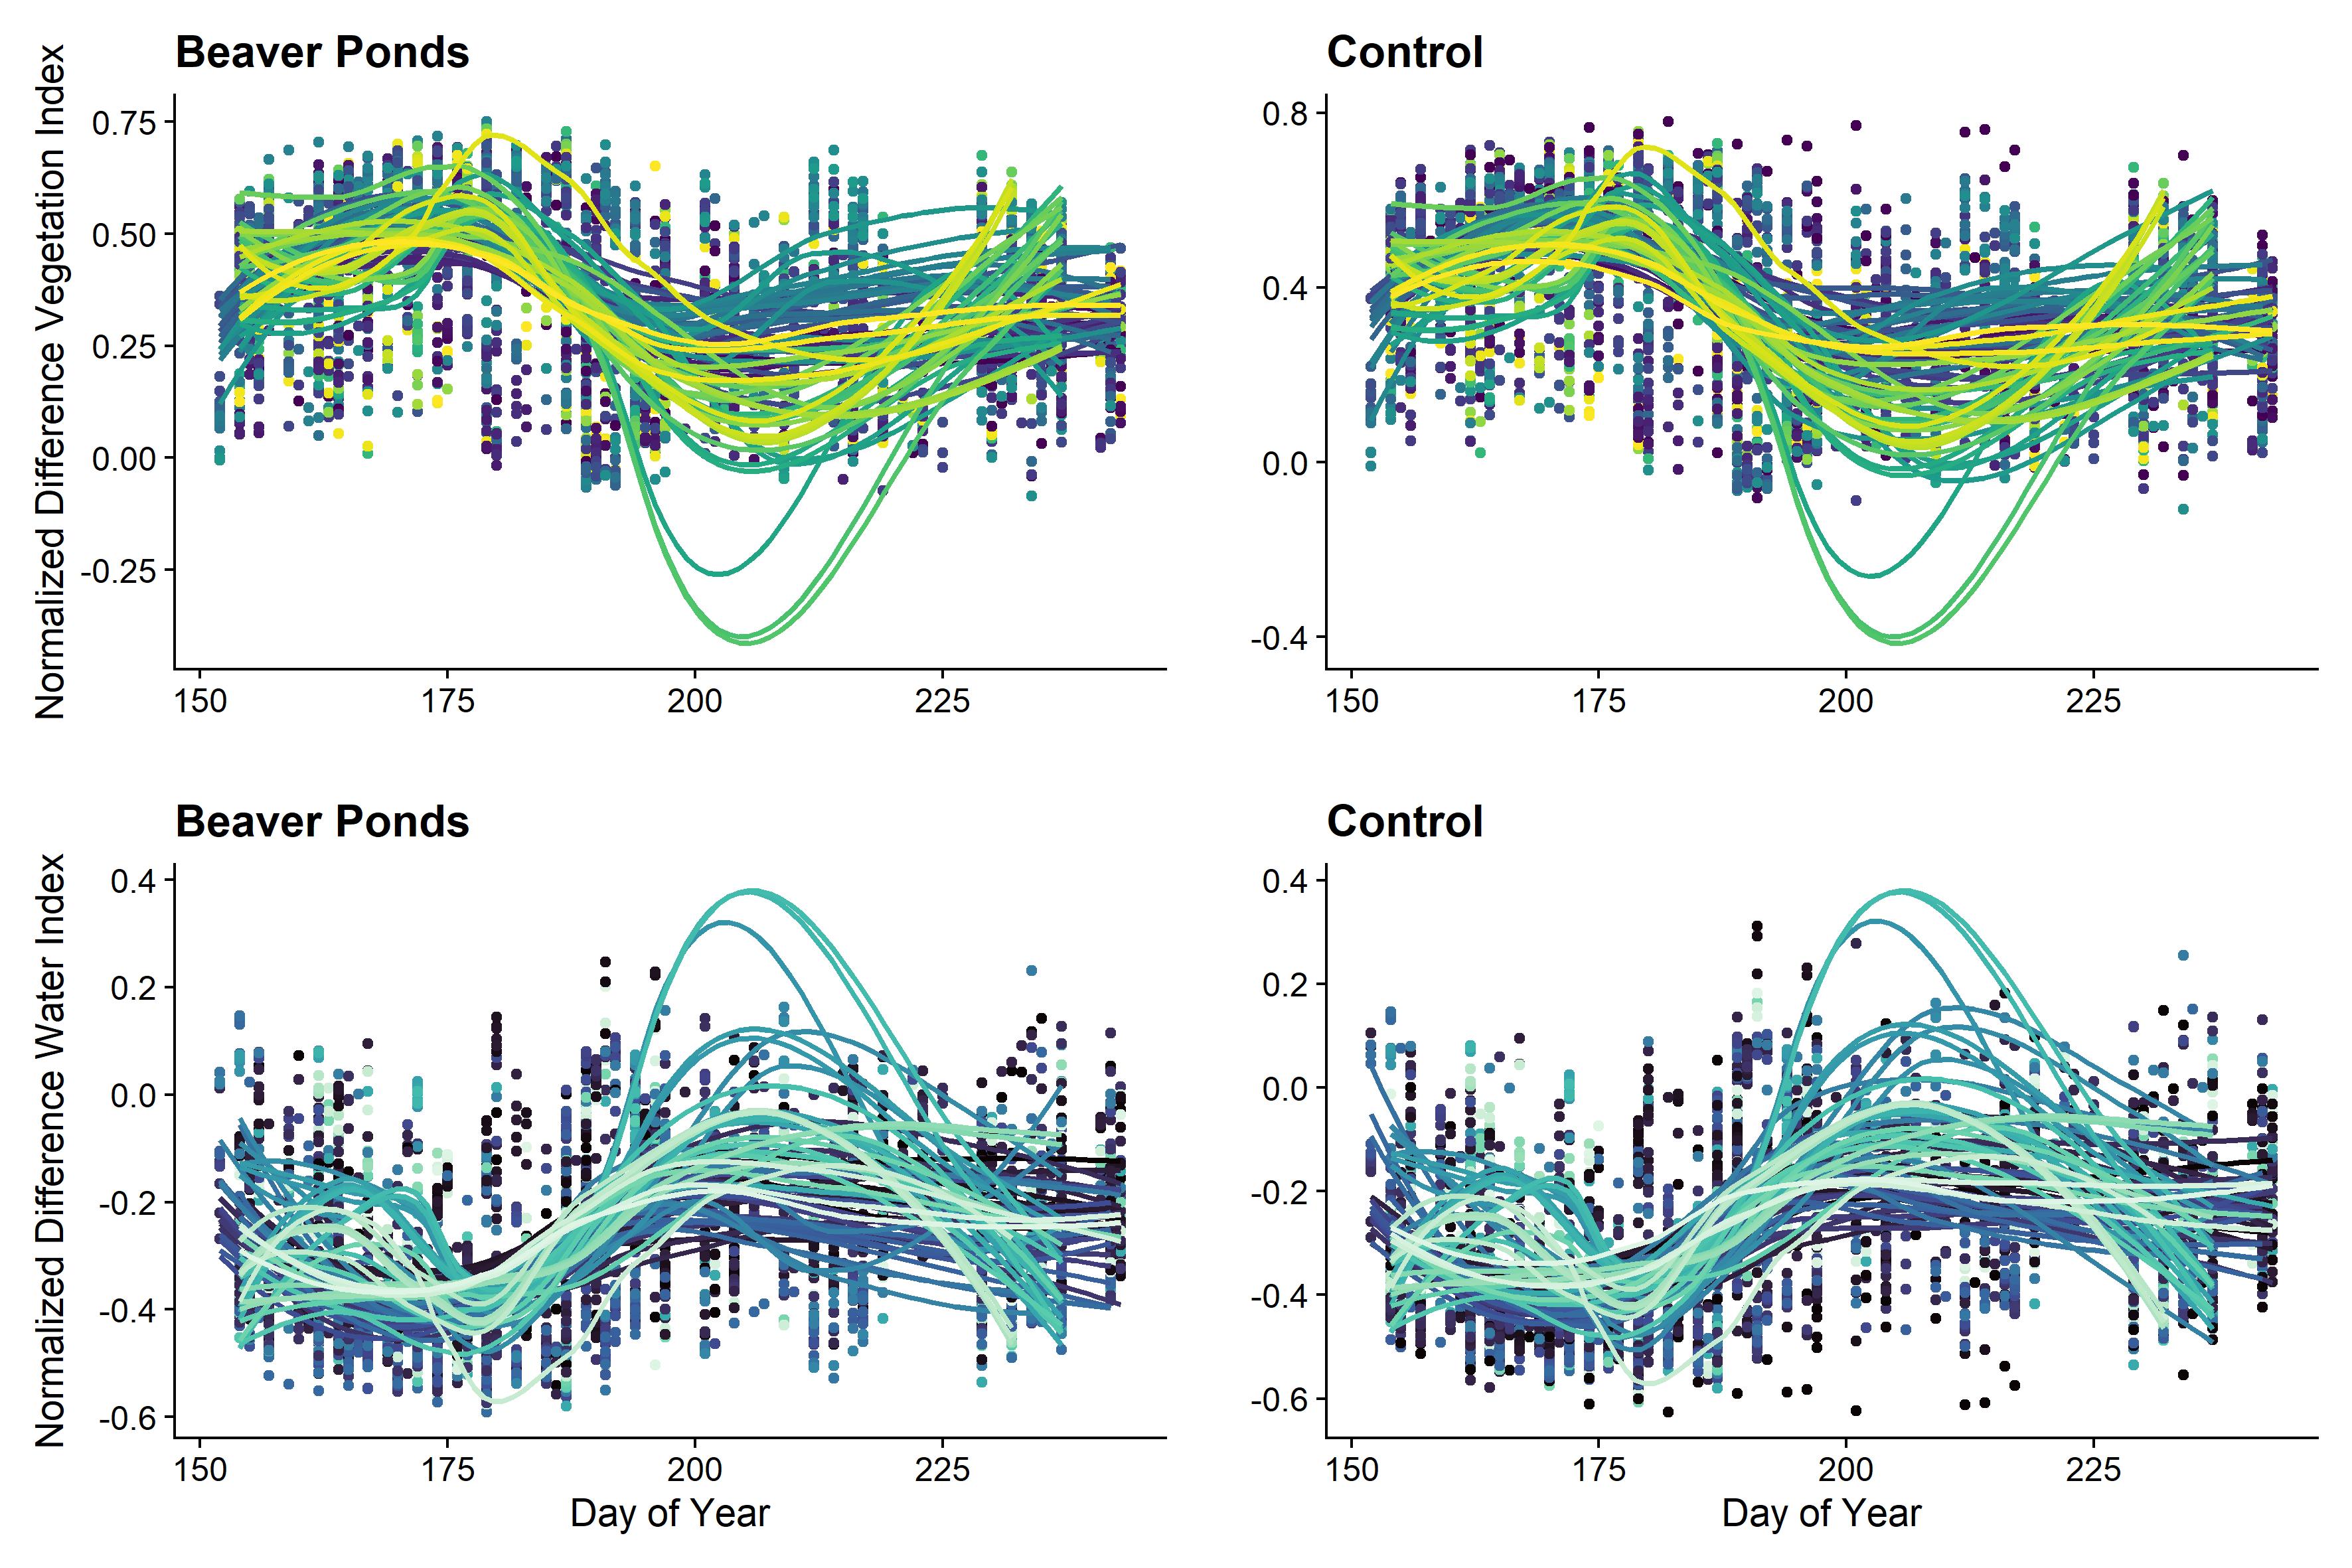 Beaver Ponds
Normalized Difference Vegetation Index
0.75
0.50
0.25
0.00
-0.25
150 175 200 225
Control
0.8
0.4
0.0
-0.4
150 175 200 225
Beaver Ponds
Normalized Difference Water Index
0.4
0.2
0.0
-0.2
-0.4
-0.6
150 175 200 225
Day of Year
Control
0.4
0.2
0.0
-0.2
-0.4
-0.6
150 175 200 225
Day of Year